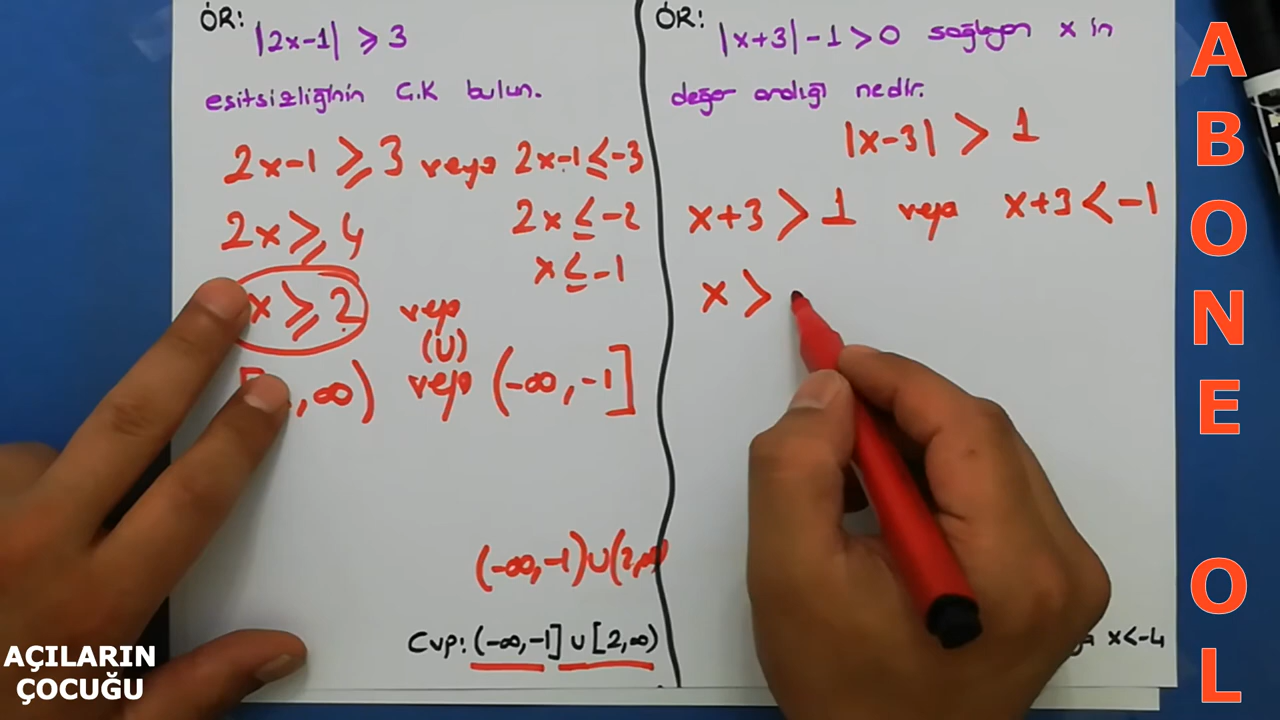 ÖR:
|2x-1| ⩾ 3
eşitsizliğinin Ç.K bulun.
2x-1 ⩾ 3 veya 2x-1 ≤ -3
2x ⩾ 4
2x ≤ -2
x ≤ -1
x ⩾ 2 veya
(U)
, ∞) veya (-∞, -1]
(-∞, -1) U (2,
Cvp: (-∞, -1] U [2, ∞)
ÖR:
|x+3| - 1 > 0 sağlayan x in
değer aralığı nedir.
|x-3| > 1
x+3 > 1 veya x+3 < -1
x >
x < -4
ABONE
OL
AÇILARIN
ÇOCUĞU